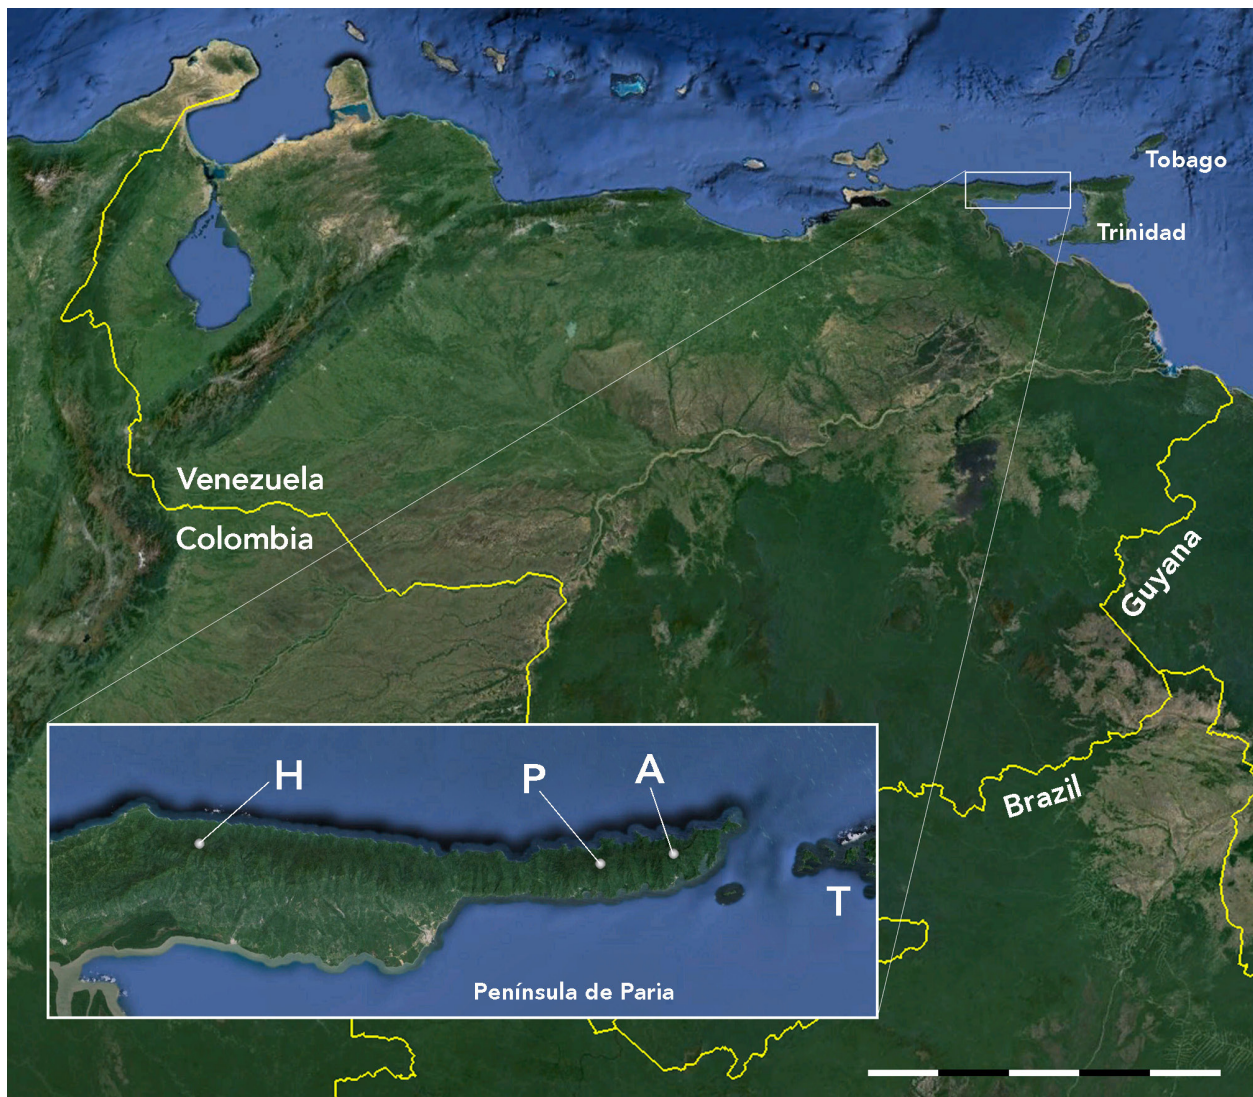 Tobago
Trinidad
Venezuela
Colombia
Guyana
Brazil
H
P
A
T
Península de Paria